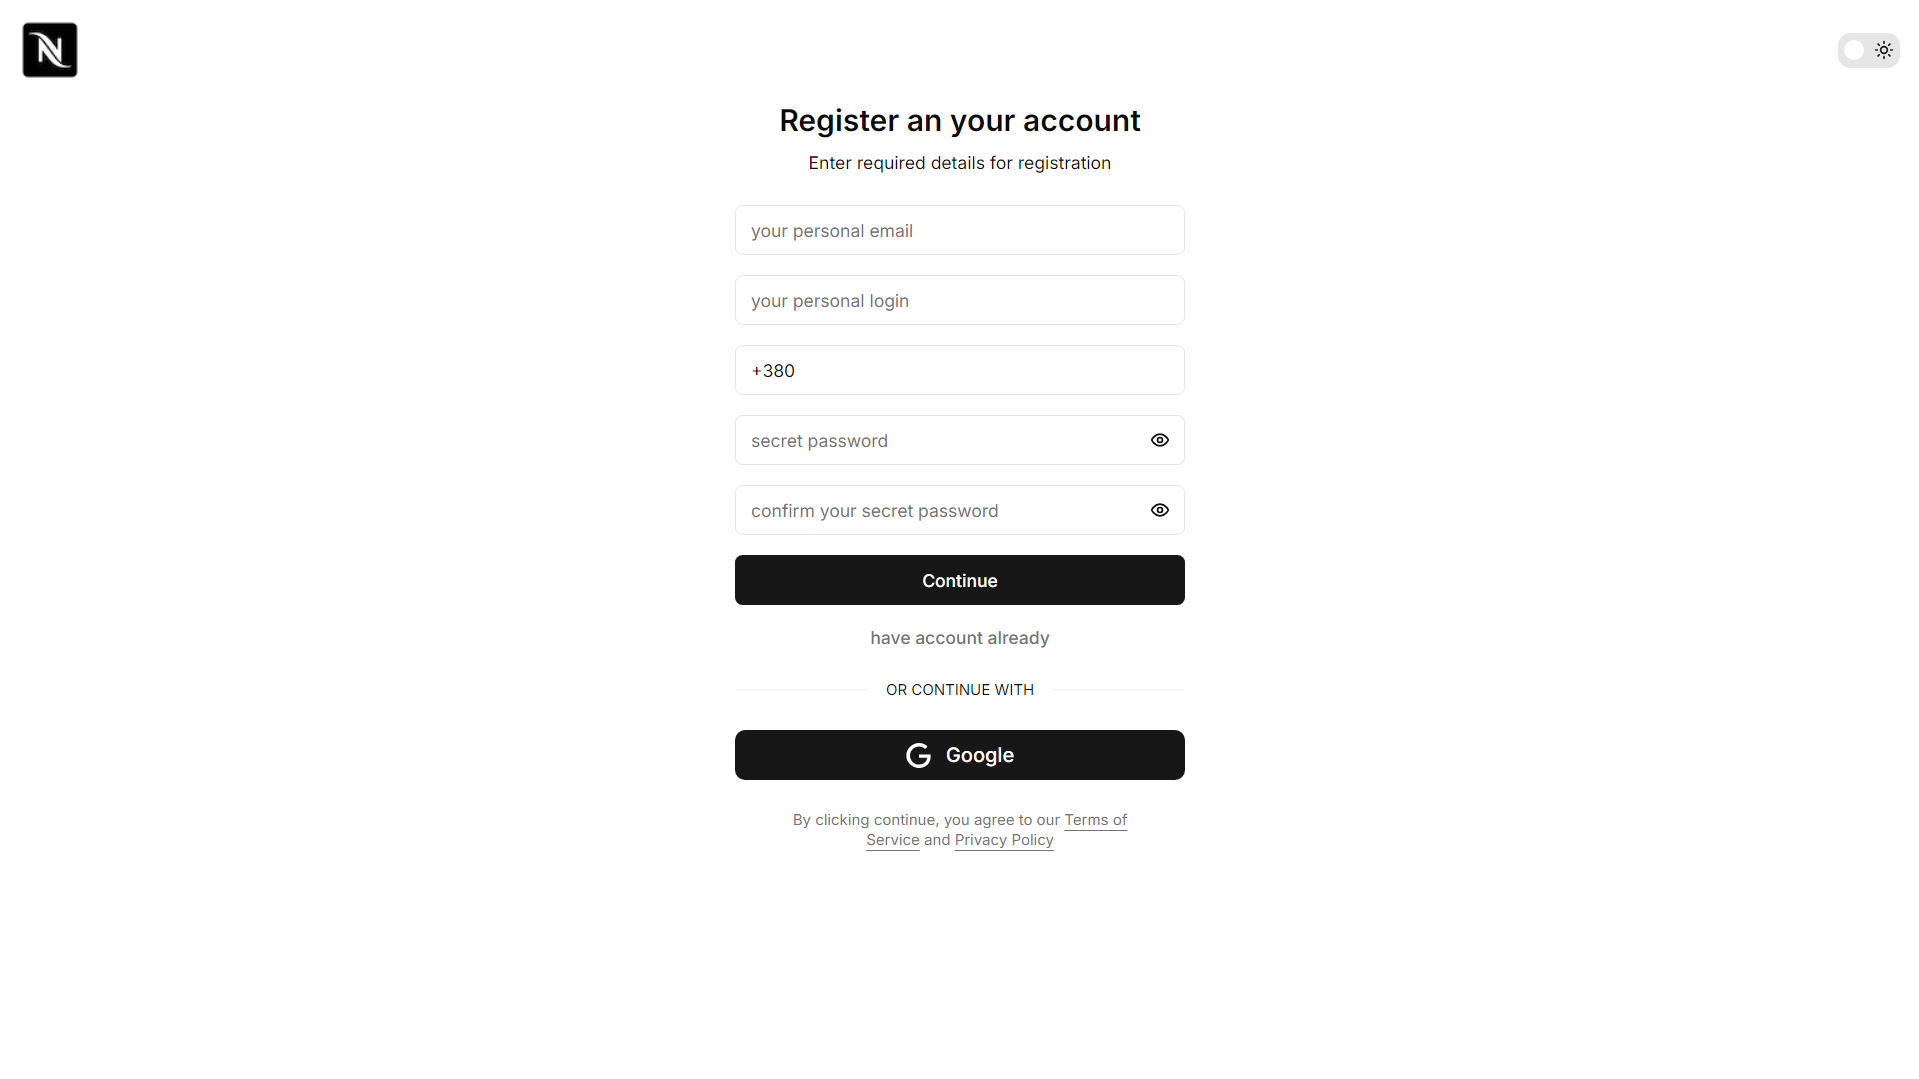 N
Register an your account
Enter required details for registration
your personal email
your personal login
+380
secret password
confirm your secret password
Continue
have account already
OR CONTINUE WITH
Google
By clicking continue, you agree to our Terms of
Service and Privacy Policy